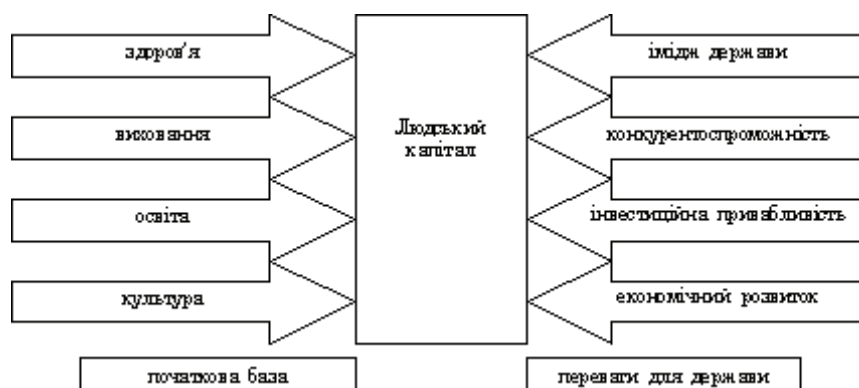 здоров'я
імідж держави
виховання
Людський
капітал
конкурентоспроможність
освіта
інвестиційна привабливість
культура
економічний розвиток
початкова база
переваги для держави